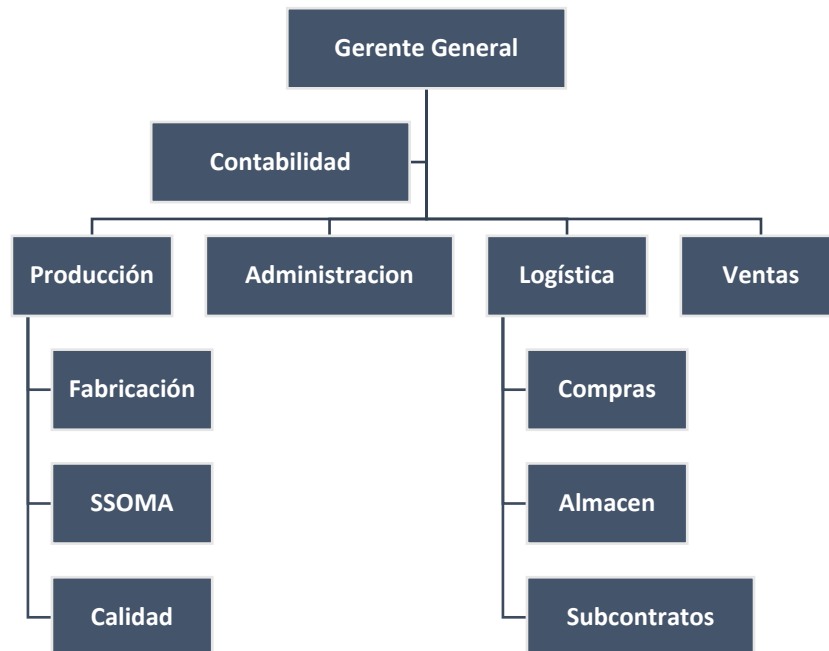 Gerente General
Contabilidad
Producción
Administracion
Logística
Ventas
Fabricación
Compras
SSOMA
Almacen
Calidad
Subcontratos